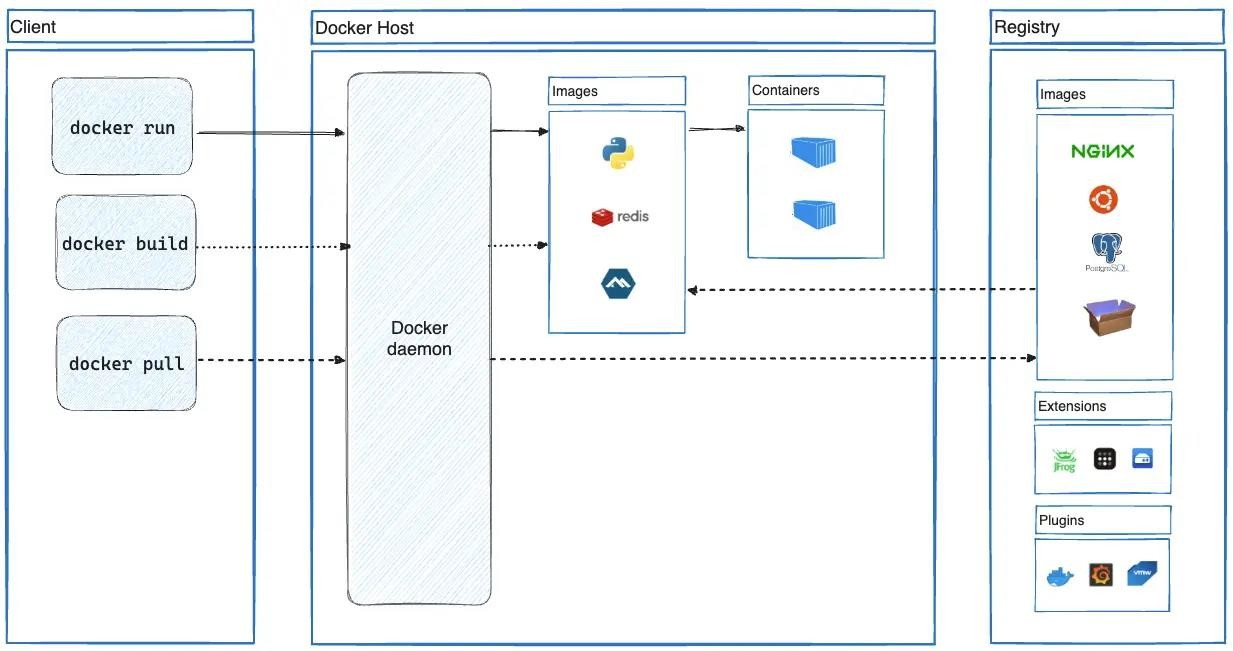 Client
docker run
docker build
docker pull
Docker Host
Docker
daemon
Images
redis
Containers
Registry
Images
NGINX
PostgreSQL
Extensions
JFrog
Plugins
vmw